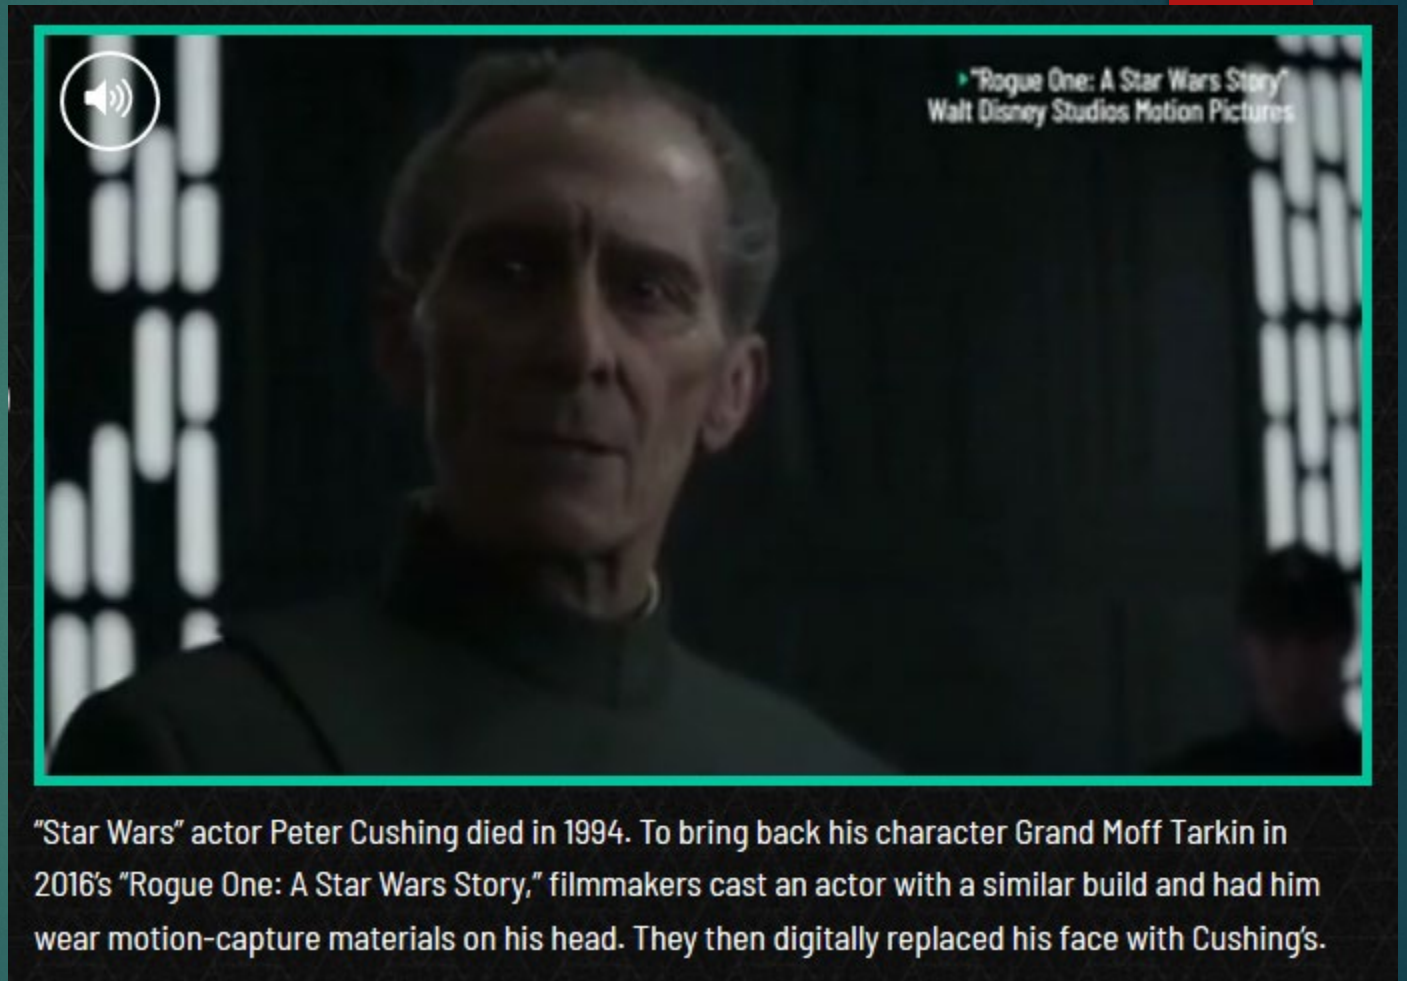 "Rogue One: A Star Wars Story"
Walt Disney Studios Motion Pictures
“Star Wars” actor Peter Cushing died in 1994. To bring back his character Grand Moff Tarkin in
2016’s “Rogue One: A Star Wars Story,” filmmakers cast an actor with a similar build and had him
wear motion-capture materials on his head. They then digitally replaced his face with Cushing’s.